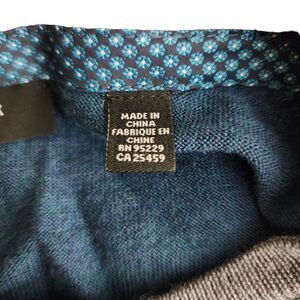 MADE IN
CHINA
FABRIQUE EN
CHINE
RN 95229
CA 25459